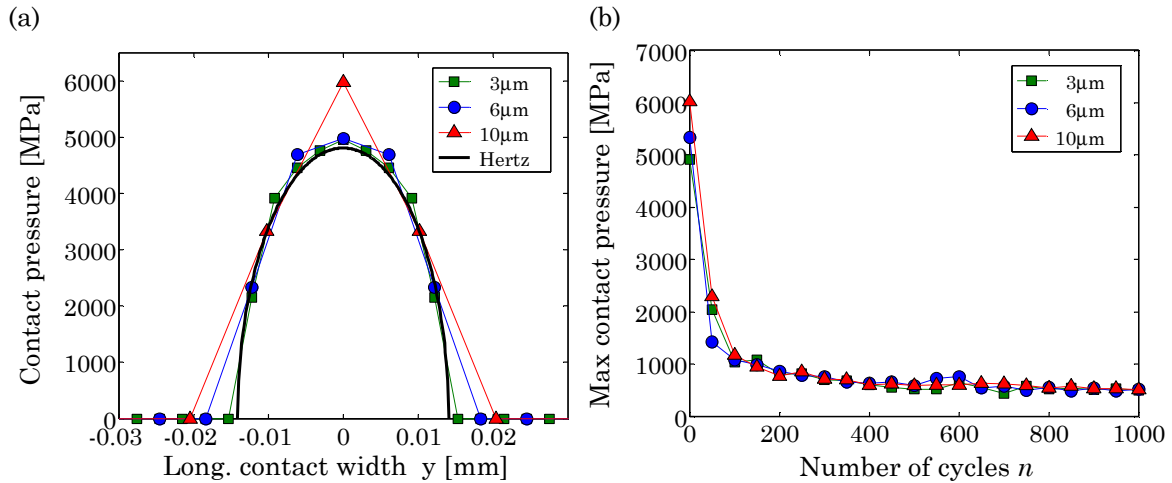 (a)
(b)
Contact pressure [MPa]
6000
5000
4000
3000
2000
1000
0
3µm
6µm
10µm
Hertz
-0.03 -0.02 -0.01 0 0.01 0.02
Long. contact width y [mm]
Max contact pressure [MPa]
7000
6000
5000
4000
3000
2000
1000
0
3µm
6µm
10µm
0 200 400 600 800 1000
Number of cycles n